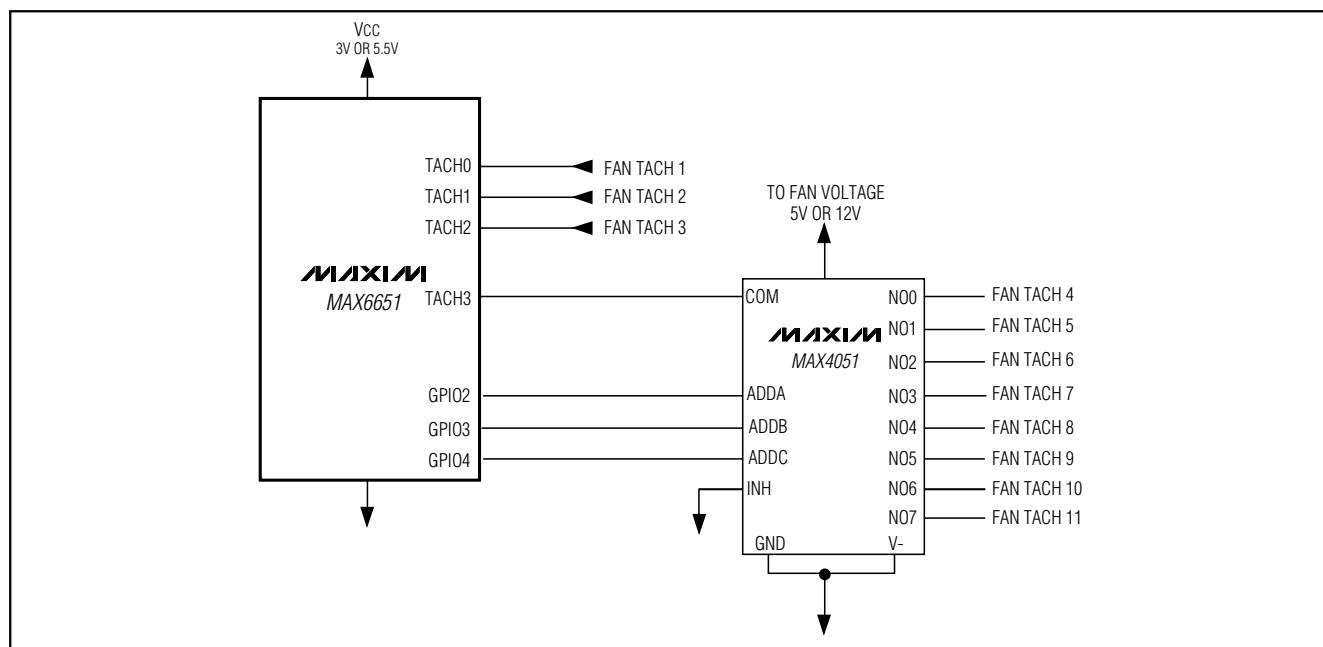 VCC
3V OR 5.5V
TACH0
FAN TACH 1
TACH1
FAN TACH 2
TACH2
FAN TACH 3
MAXIM
MAX6651
TACH3
GPIO2
GPIO3
GPIO4
TO FAN VOLTAGE
5V OR 12V
COM
NO0
FAN TACH 4
MAXIM
MAX4051
NO1
FAN TACH 5
NO2
FAN TACH 6
ADDA
NO3
FAN TACH 7
ADDB
NO4
FAN TACH 8
ADDC
NO5
FAN TACH 9
INH
NO6
FAN TACH 10
NO7
FAN TACH 11
GND
V-